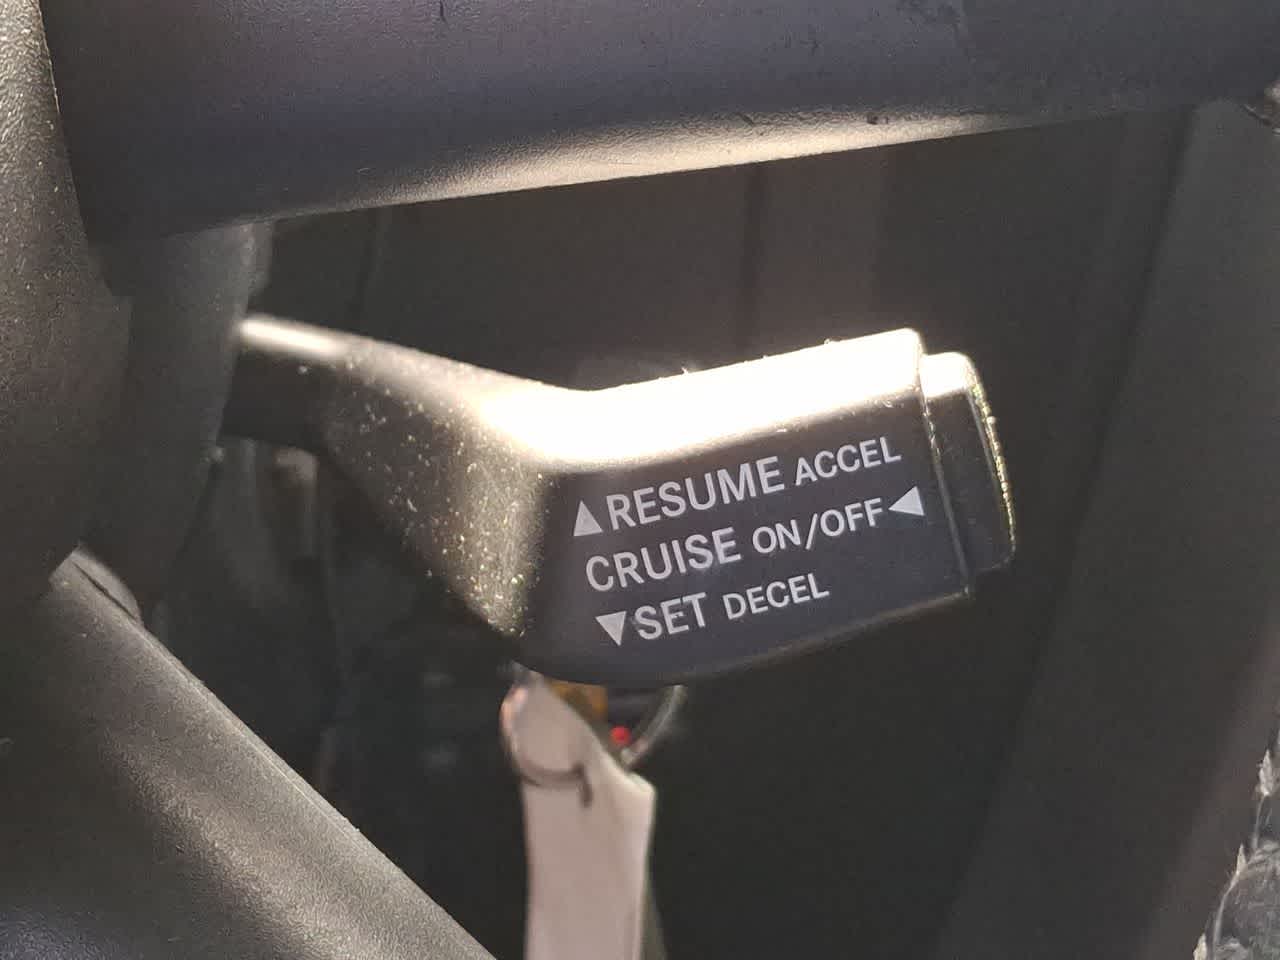 ▲RESUME ACCEL
CRUISE ON/OFF◀
▼SET DECEL